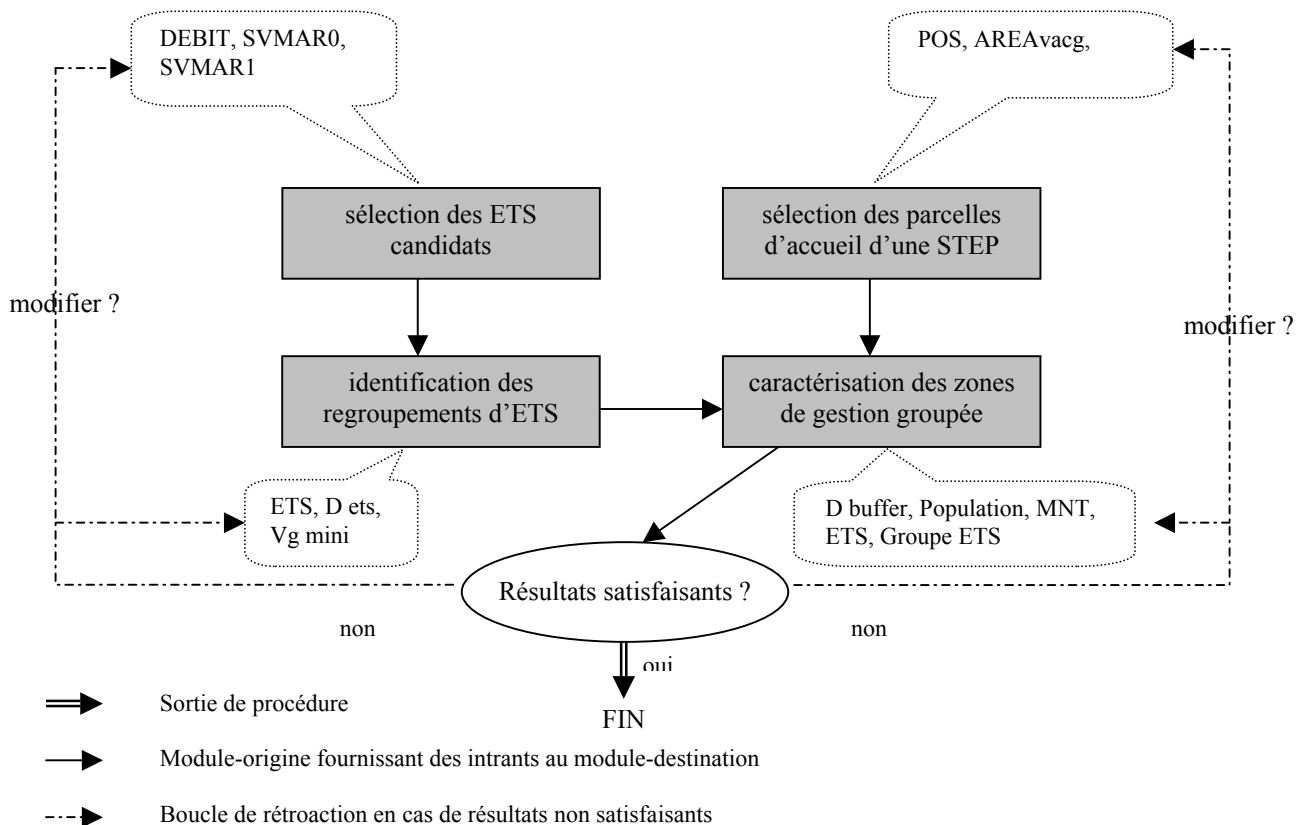 DEBIT, SVMAR0,
SVMAR1
POS, AREAvacg,
sélection des ETS
candidats
sélection des parcelles
d’accueil d’une STEP
modifier ?
modifier ?
identification des
regroupements d’ETS
caractérisation des zones
de gestion groupée
ETS, D ets,
Vg mini
D buffer, Population, MNT,
ETS, Groupe ETS
Résultats satisfaisants ?
non
non
oui
FIN
Sortie de procédure
Module-origine fournissant des intrants au module-destination
Boucle de rétroaction en cas de résultats non satisfaisants